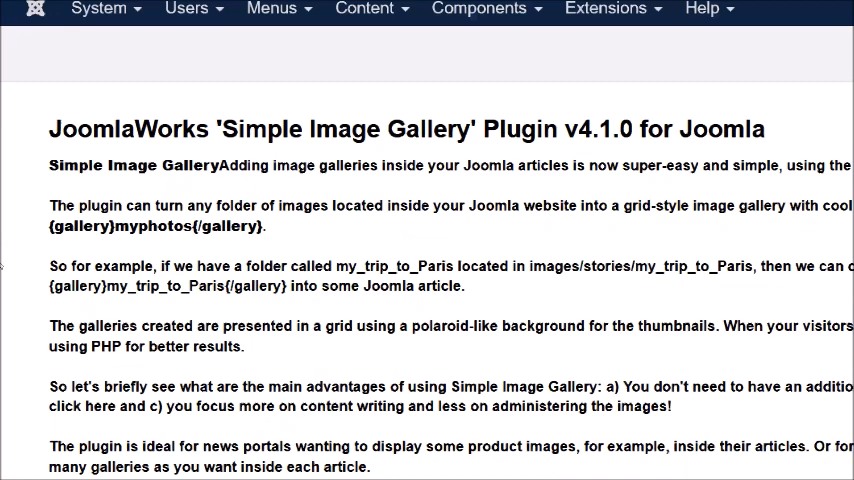 System Users Menus Content Components Extensions Help
JoomlaWorks 'Simple Image Gallery' Plugin v4.1.0 for Joomla
Simple Image GalleryAdding image galleries inside your Joomla articles is now super-easy and simple, using the
The plugin can turn any folder of images located inside your Joomla website into a grid-style image gallery with cool
{gallery}myphotos{/gallery}.
So for example, if we have a folder called my_trip_to_Paris located in images/stories/my_trip_to_Paris, then we can
{gallery}my_trip_to_Paris{/gallery} into some Joomla article.
The galleries created are presented in a grid using a polaroid-like background for the thumbnails. When your visitors
using PHP for better results.
So let's briefly see what are the main advantages of using Simple Image Gallery: a) You don't need to have an
click here and c) you focus more on content writing and less on administering the images!
The plugin is ideal for news portals wanting to display some product images, for example, inside their articles. Or for
many galleries as you want inside each article.